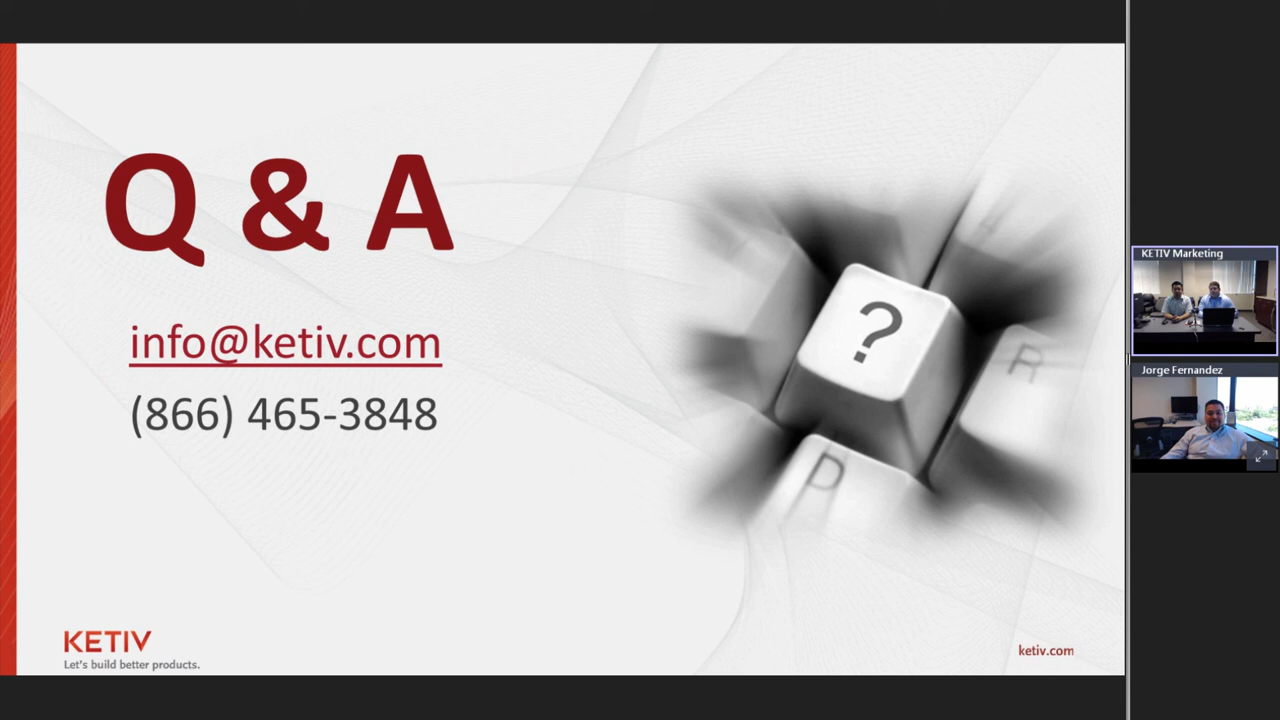 Q & A
info@ketiv.com
(866) 465-3848
?
R
P
KETIV
Let's build better products.
ketiv.com
KETIV Marketing
Jorge Fernandez